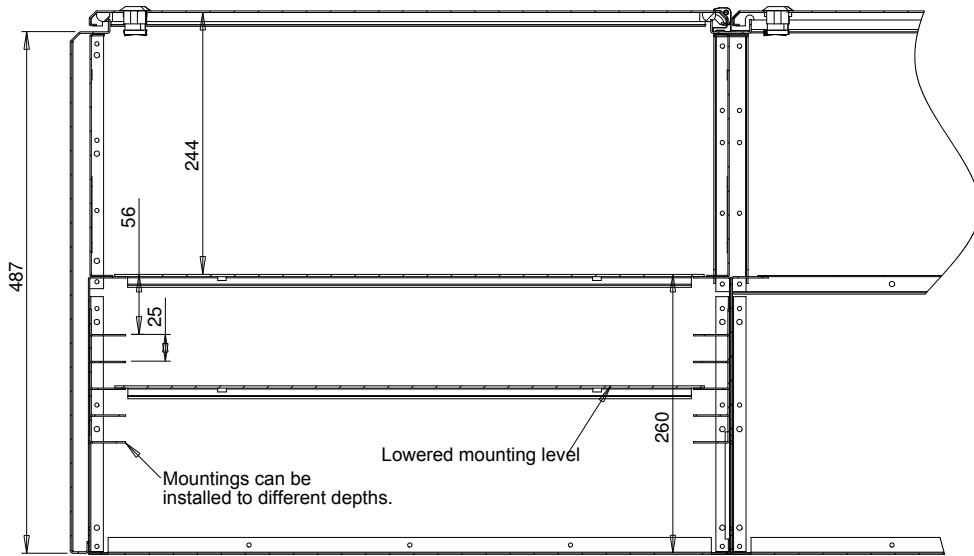 244
56
487
25
260
Lowered mounting level
Mountings can be
installed to different depths.